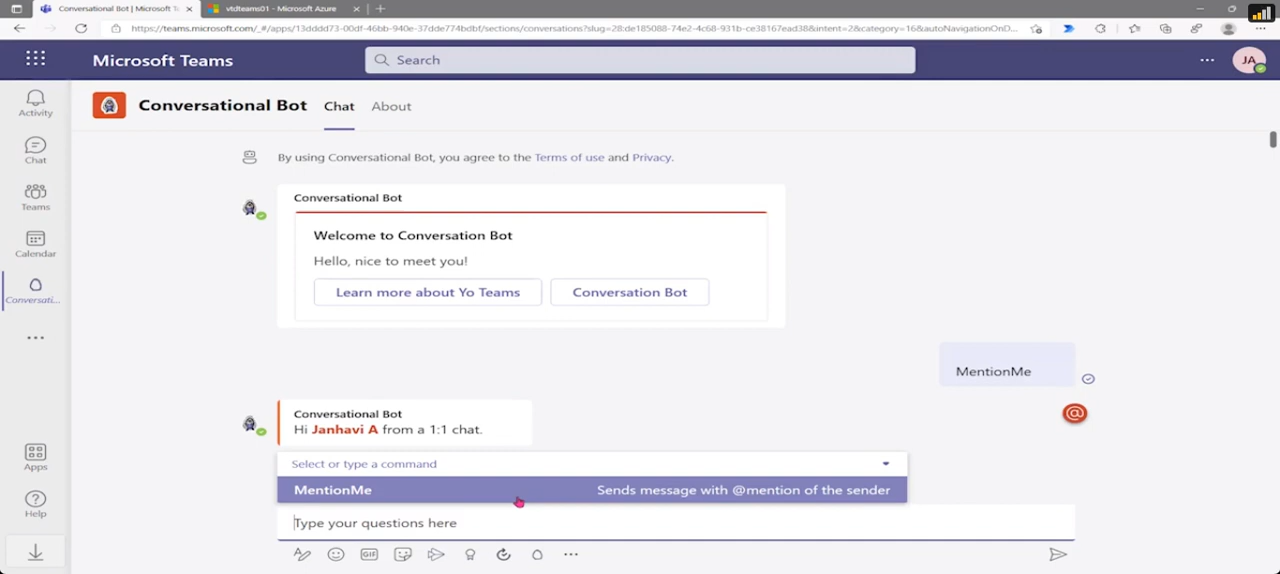 Conversational Bot | Microsoft Te
vtdteams01 - Microsoft Azure
https://teams.microsoft.com/_#/apps/13dddd73-00df-46bb-940e-37dde774bdbf/sections/conversations?slug=28:de185088-74e2-4c68-931b-ce38167ead38&intent=2&category=16&autoNavigationOnD...
Microsoft Teams
Search
JA
Activity
Chat
Teams
Calendar
Conversati...
Apps
Help
Conversational Bot
Chat
About
By using Conversational Bot, you agree to the Terms of use and Privacy.
Conversational Bot
Welcome to Conversation Bot
Hello, nice to meet you!
Learn more about Yo Teams
Conversation Bot
MentionMe
@
Conversational Bot
Hi Janhavi A from a 1:1 chat.
Select or type a command
MentionMe
Sends message with @mention of the sender
Type your questions here
GIF